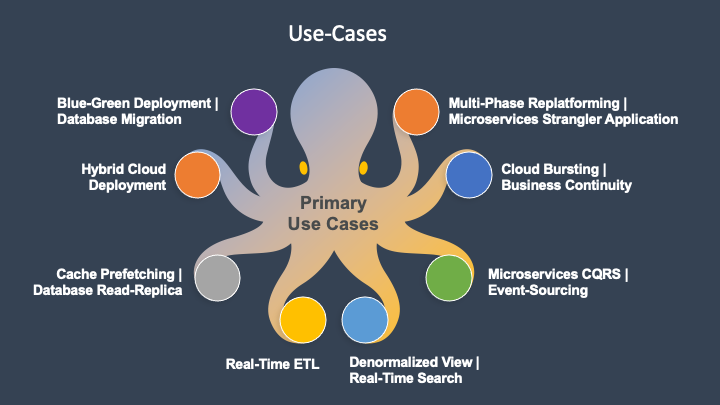 Use-Cases
Blue-Green Deployment |
Database Migration
Multi-Phase Replatforming |
Microservices Strangler Application
Hybrid Cloud
Deployment
Cloud Bursting |
Business Continuity
Primary
Use Cases
Cache Prefetching |
Database Read-Replica
Microservices CQRS |
Event-Sourcing
Real-Time ETL
Denormalized View |
Real-Time Search